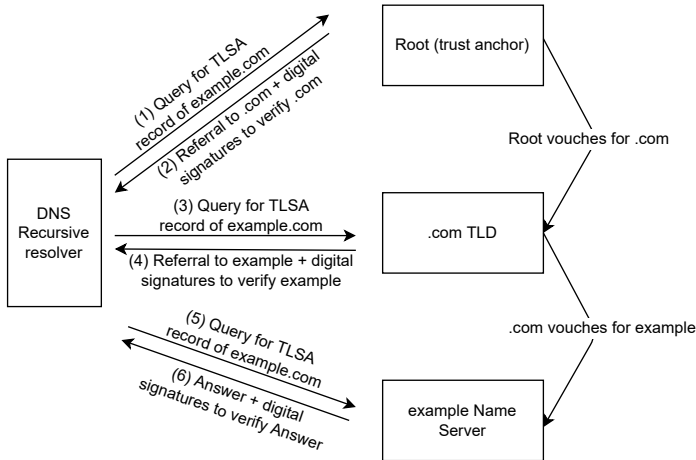 Root (trust anchor)
(1) Query for TLSA
record of example.com
(2) Referral to .com + digital
signatures to verify .com
Root vouches for .com
DNS
Recursive
resolver
(3) Query for TLSA
record of example.com
.com TLD
(4) Referral to example + digital
signatures to verify example
.com vouches for example
(5) Query for TLSA
record of example.com
(6) Answer + digital
signatures to verify Answer
example Name
Server